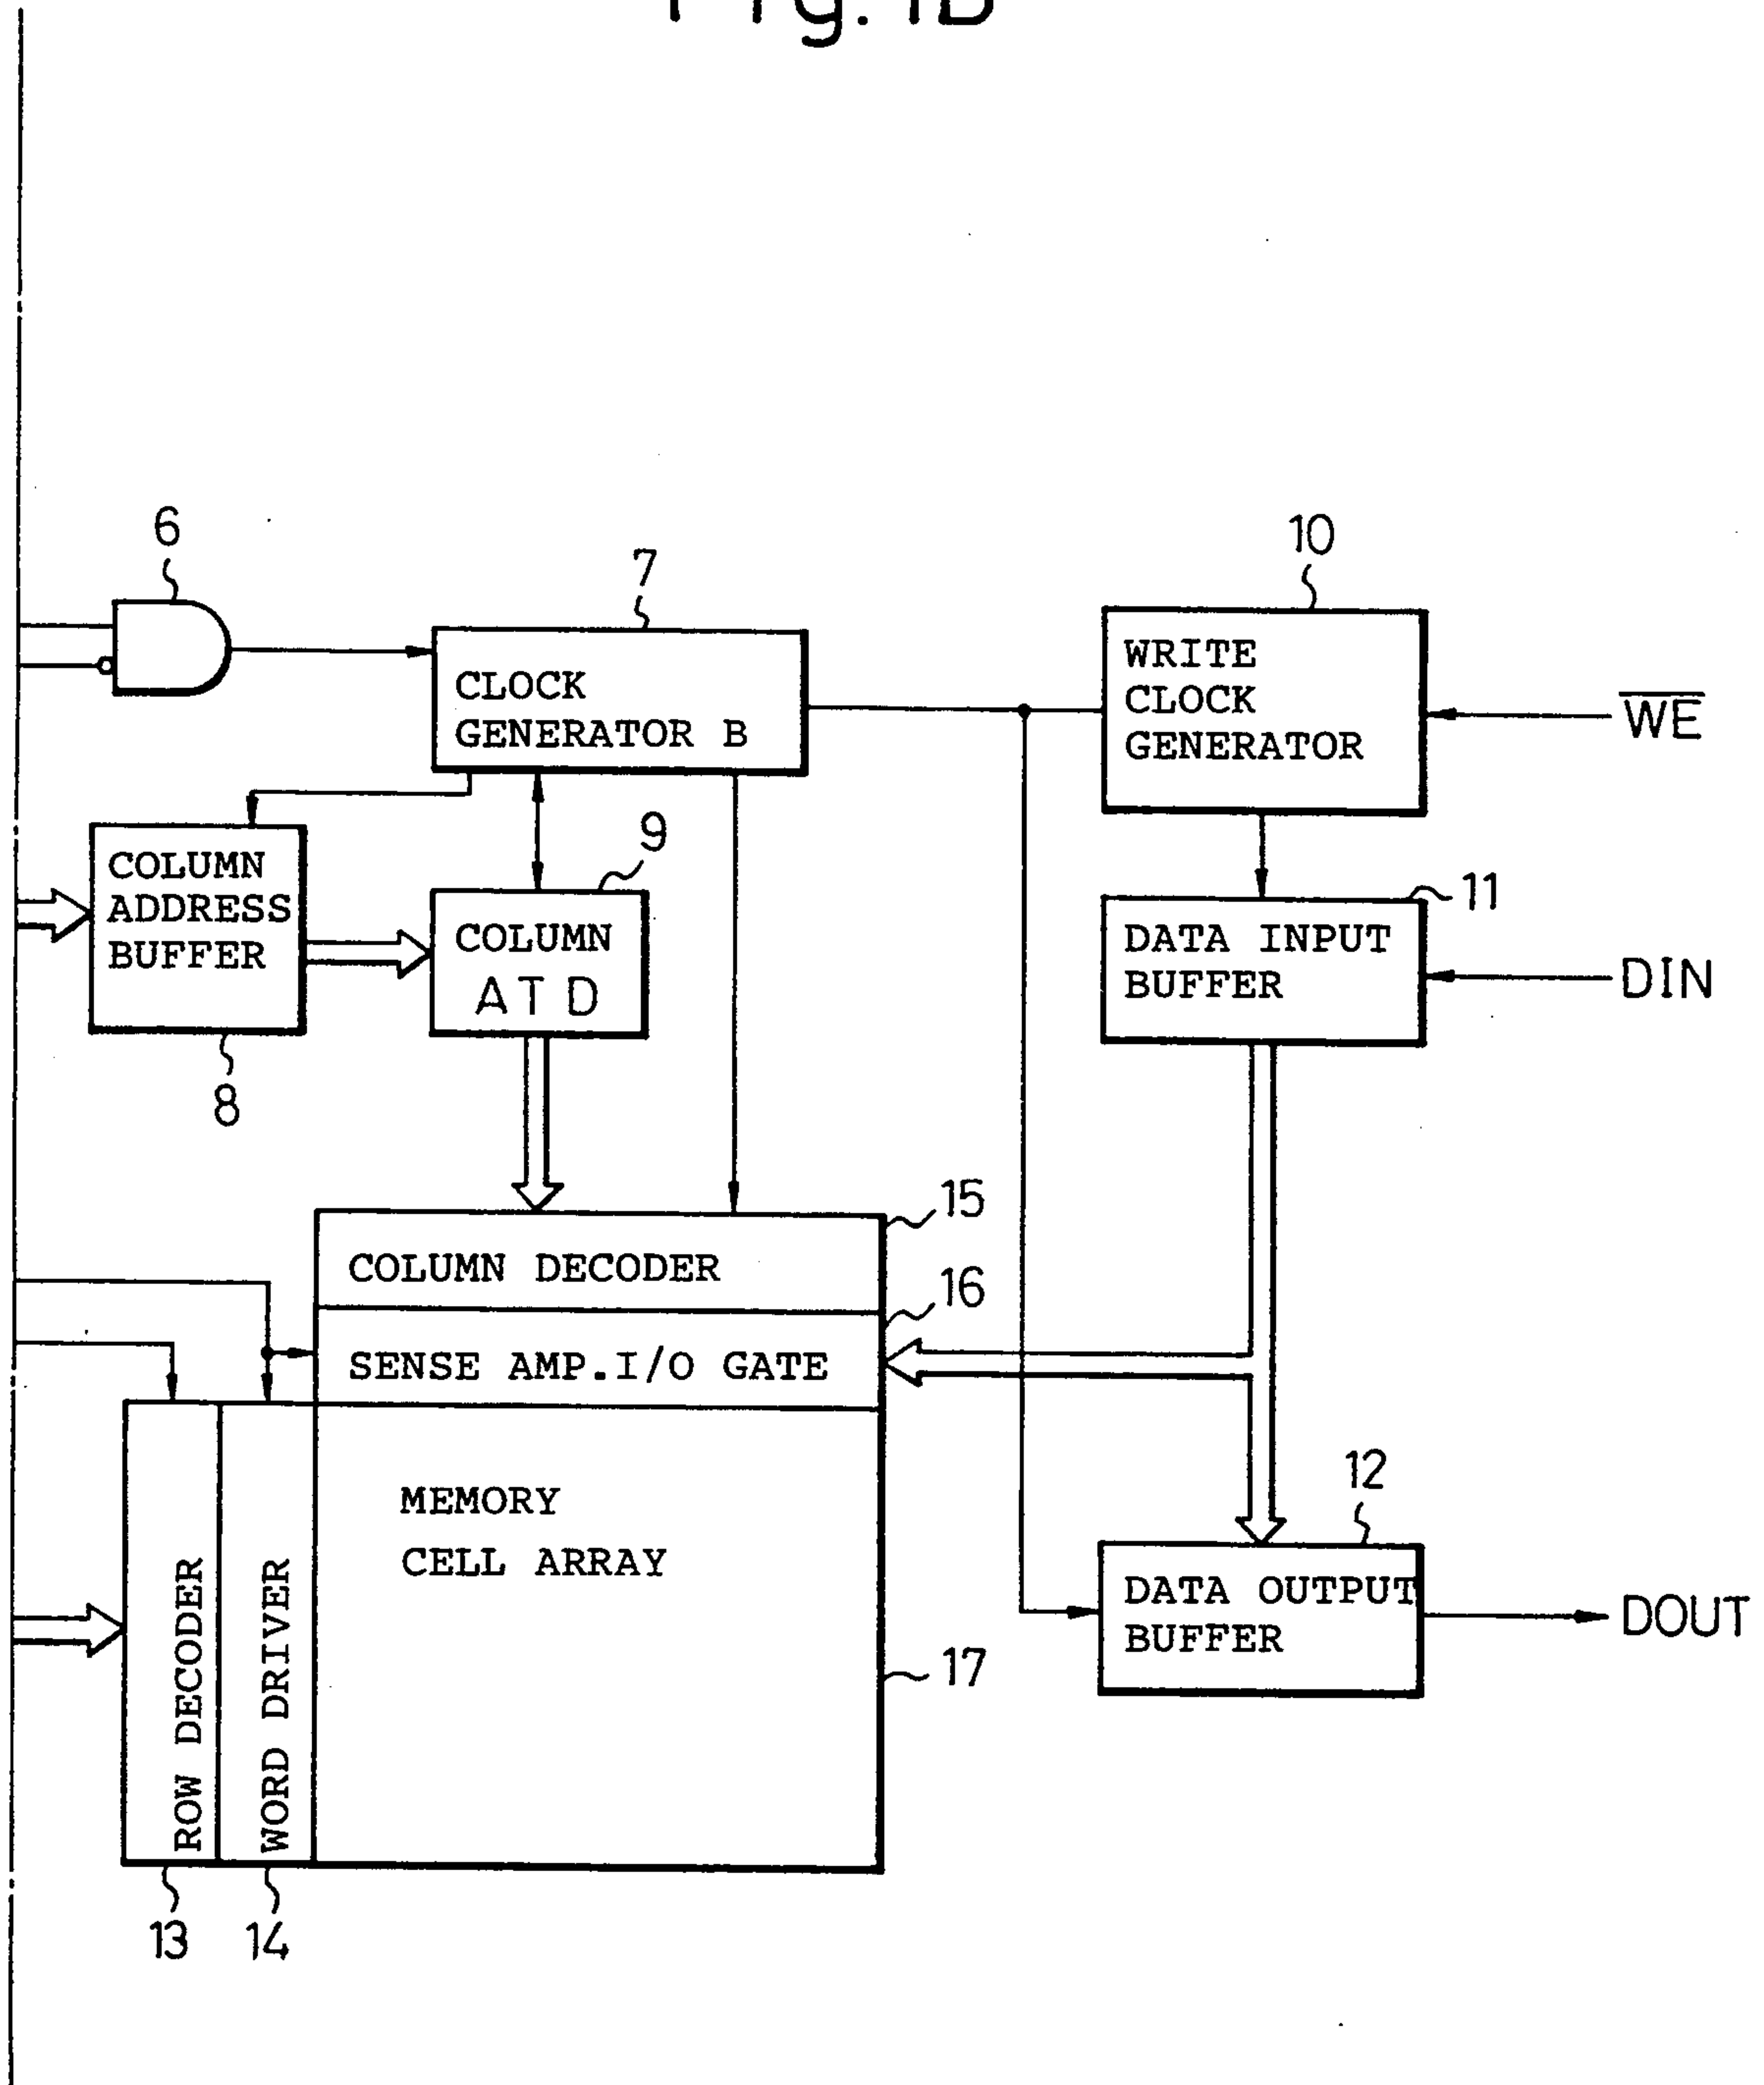 Fig. 1B
6
7
10
CLOCK
GENERATOR B
WRITE
CLOCK
GENERATOR
W̅E̅
9
COLUMN
ADDRESS
BUFFER
8
COLUMN
ATD
11
DATA INPUT
BUFFER
DIN
15
COLUMN DECODER
16
SENSE AMP.I/O GATE
MEMORY
CELL ARRAY
17
12
DATA OUTPUT
BUFFER
DOUT
ROW DECODER
WORD DRIVER
13
14